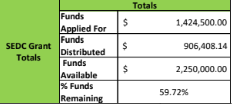 Totals
SEDC Grant Totals
Funds Applied For $ 1,424,500.00
Funds Distributed $ 906,408.14
Funds Available $ 2,250,000.00
% Funds Remaining 59.72%